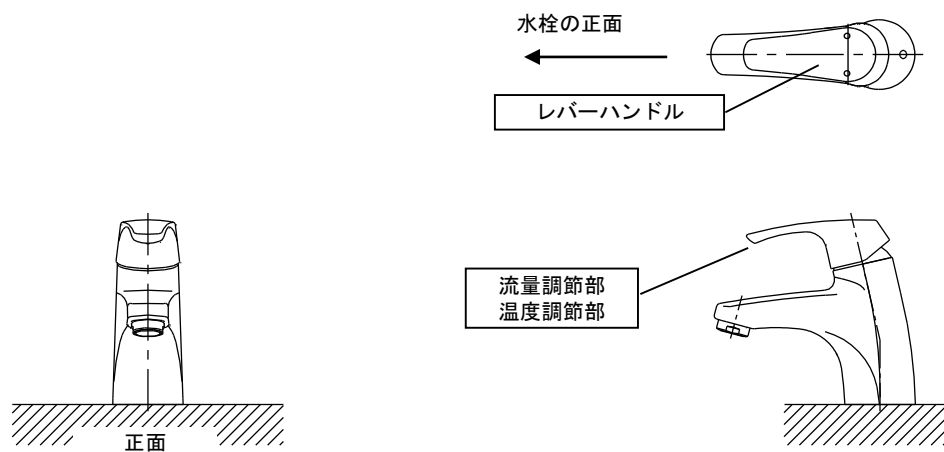 水栓の正面
レバーハンドル
流量調節部
温度調節部
正面